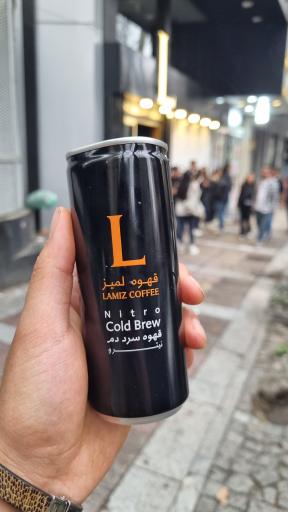 L
قهوه لمیز
LAMIZ COFFEE
Nitro
Cold Brew
قهوه سرد دم
نیترو